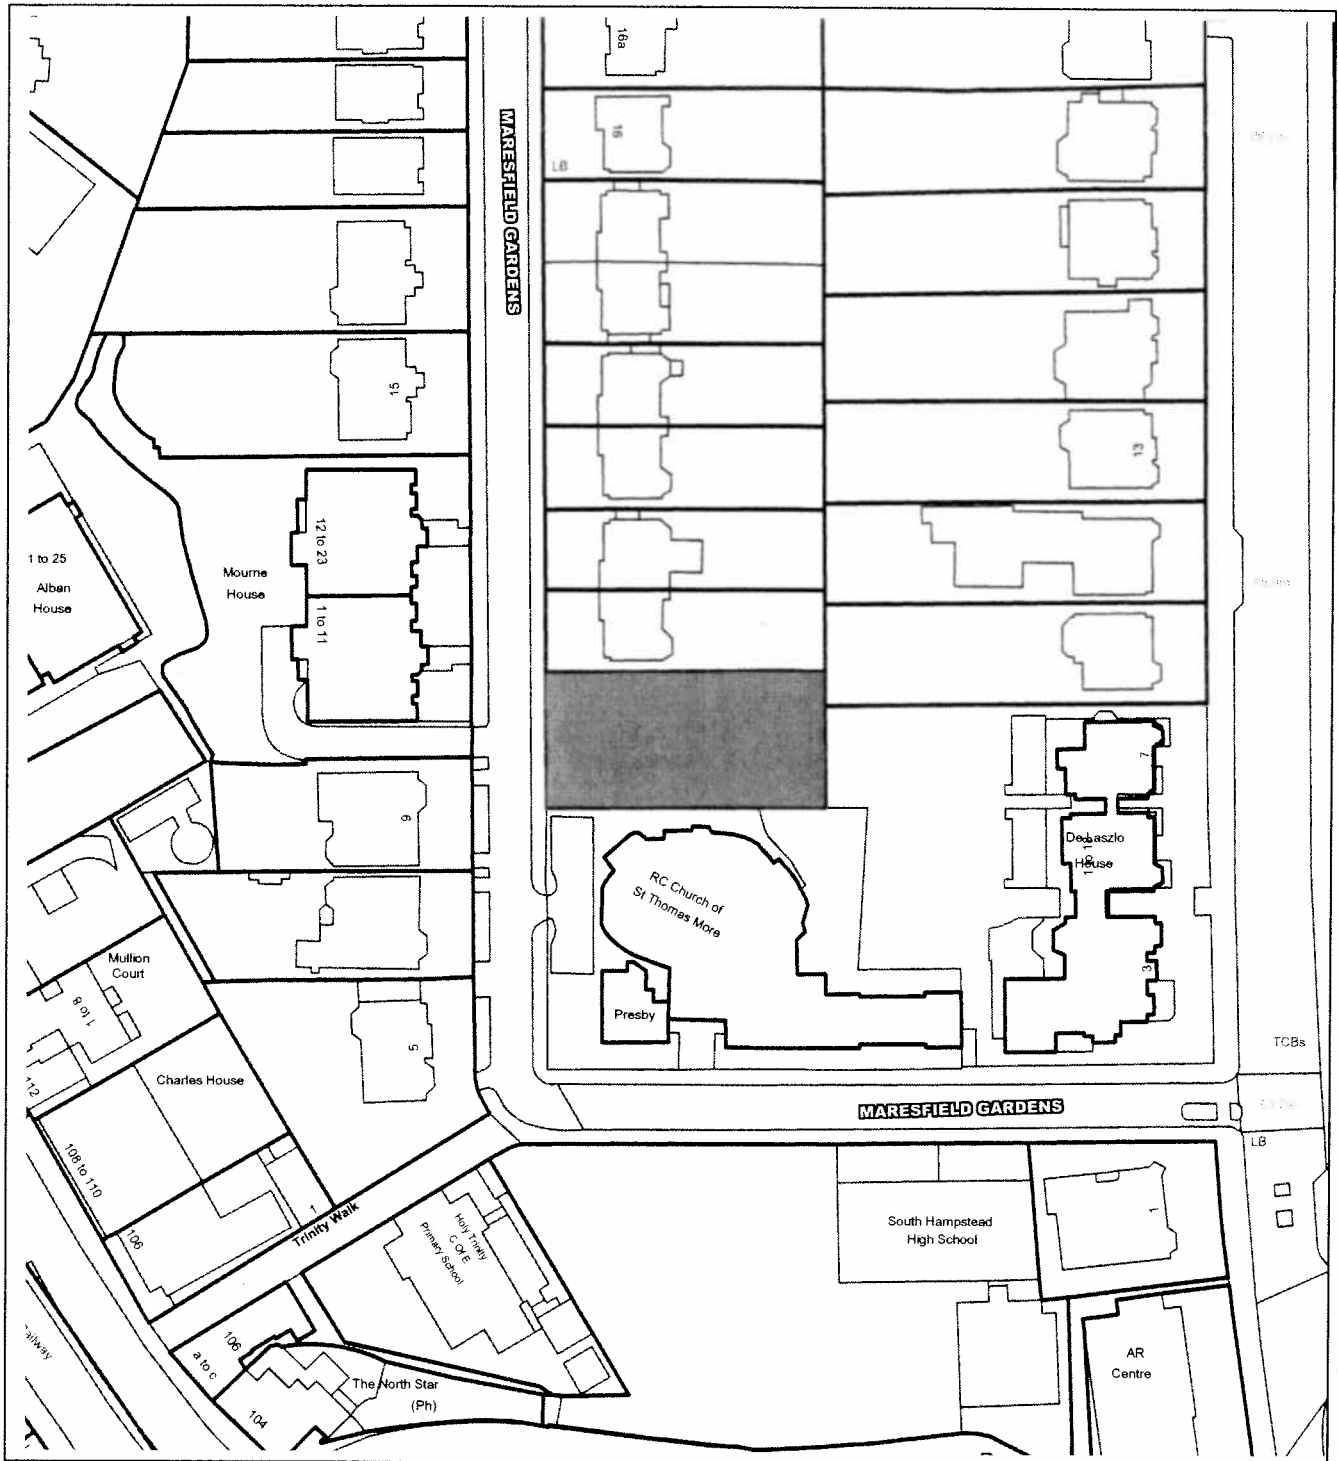 16a
16
LB
MARESFIELD GARDENS
15
12 to 23
1 to 11
Mourne
House
1 to 25
Alban
House
13
9
7
De Laszlo
House
RC Church of
St Thomas More
Presby
3
Mullion
Court
1 to 8
112
5
Charles House
TCBs
MARESFIELD GARDENS
LB
108 to 110
106
1
Trinity Walk
Holy Trinity
C Of E
Primary School
South Hampstead
High School
1
106
a to c
The North Star
(Ph)
104
AR
Centre